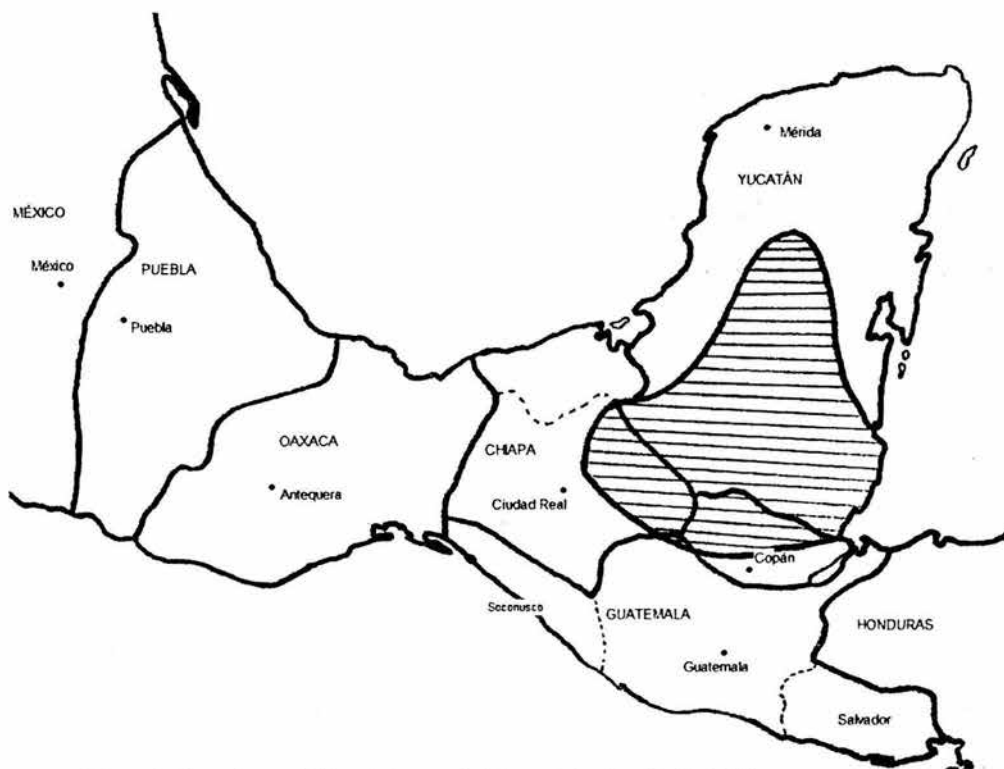 Mérida
YUCATÁN
MÉXICO
México
PUEBLA
Puebla
OAXACA
Antequera
CHIAPA
Ciudad Real
Copán
Soconusco
GUATEMALA
HONDURAS
Guatemala
Salvador